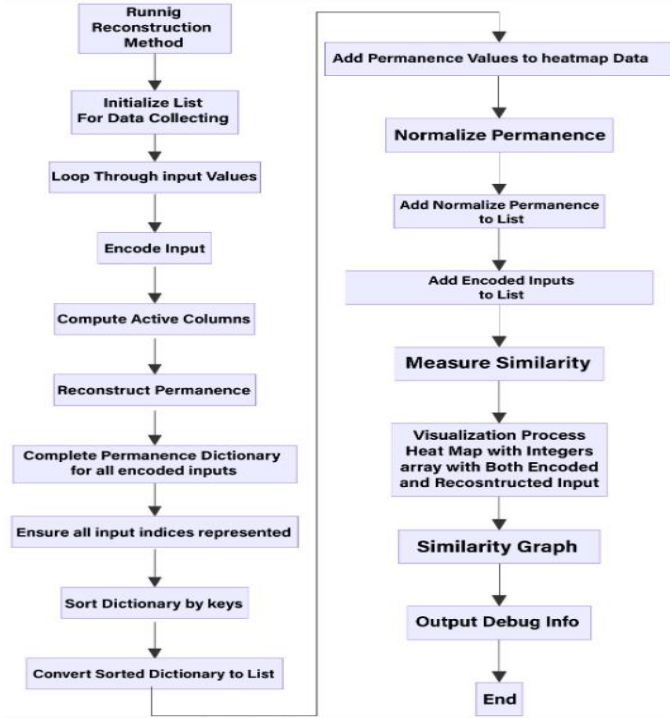 Runnig
Reconstruction
Method
Initialize List
For Data Collecting
Loop Through input Values
Encode Input
Compute Active Columns
Reconstruct Permanence
Complete Permanence Dictionary
for all encoded inputs
Ensure all input indices represented
Sort Dictionary by keys
Convert Sorted Dictionary to List
Add Permanence Values to heatmap Data
Normalize Permanence
Add Normalize Permanence
to List
Add Encoded Inputs
to List
Measure Similarity
Visualization Process
Heat Map with Integers
array with Both Encoded
and Recosntructed Input
Similarity Graph
Output Debug Info
End